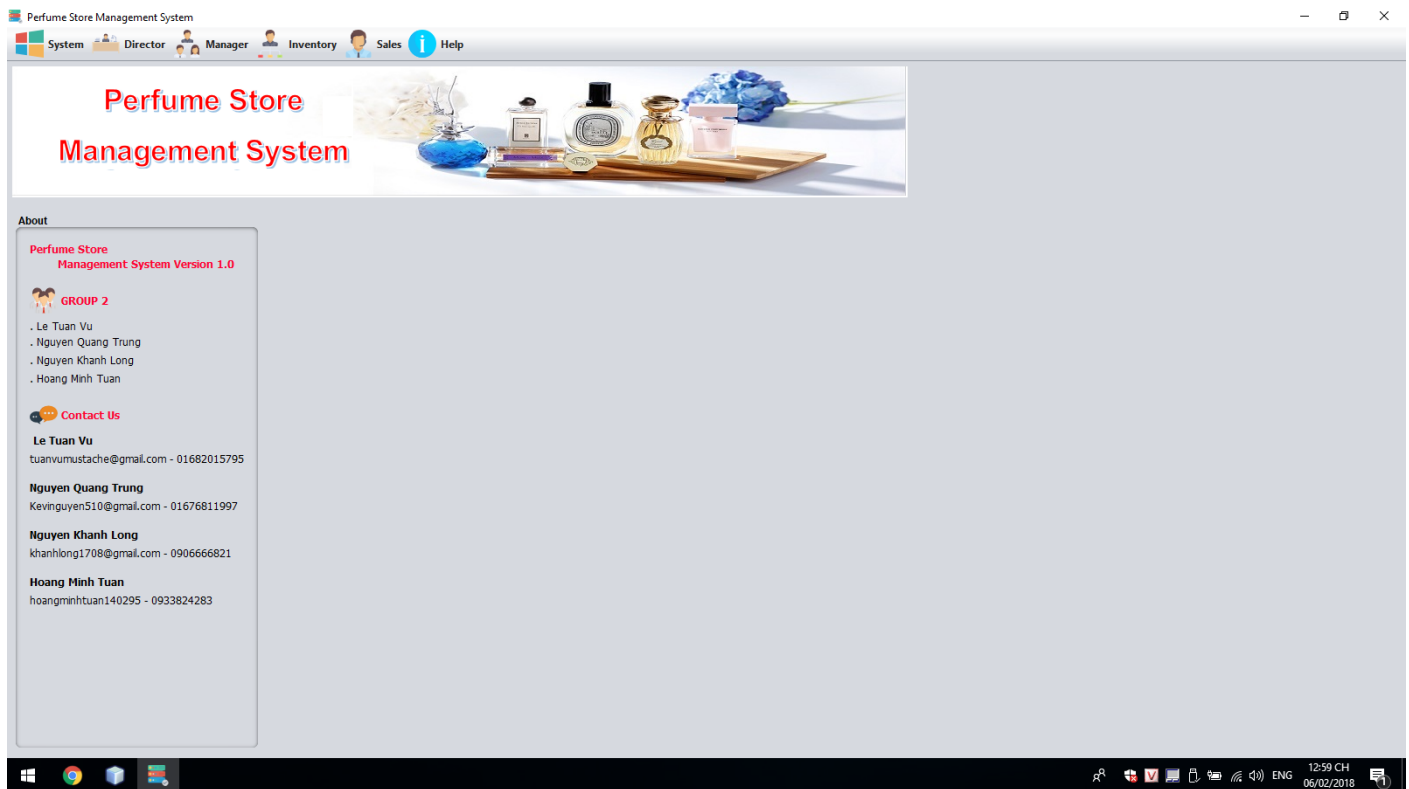 Perfume Store Management System
System Director Manager Inventory Sales Help
Perfume Store
Management System
About
Perfume Store
Management System Version 1.0
GROUP 2
. Le Tuan Vu
. Nguyen Quang Trung
. Nguyen Khanh Long
. Hoang Minh Tuan
Contact Us
Le Tuan Vu
tuanvumustache@gmail.com - 01682015795
Nguyen Quang Trung
Kevinguyen510@gmail.com - 01676811997
Nguyen Khanh Long
khanhlong1708@gmail.com - 0906666821
Hoang Minh Tuan
hoangminhtuan140295 - 0933824283
ENG
12:59 CH
06/02/2018